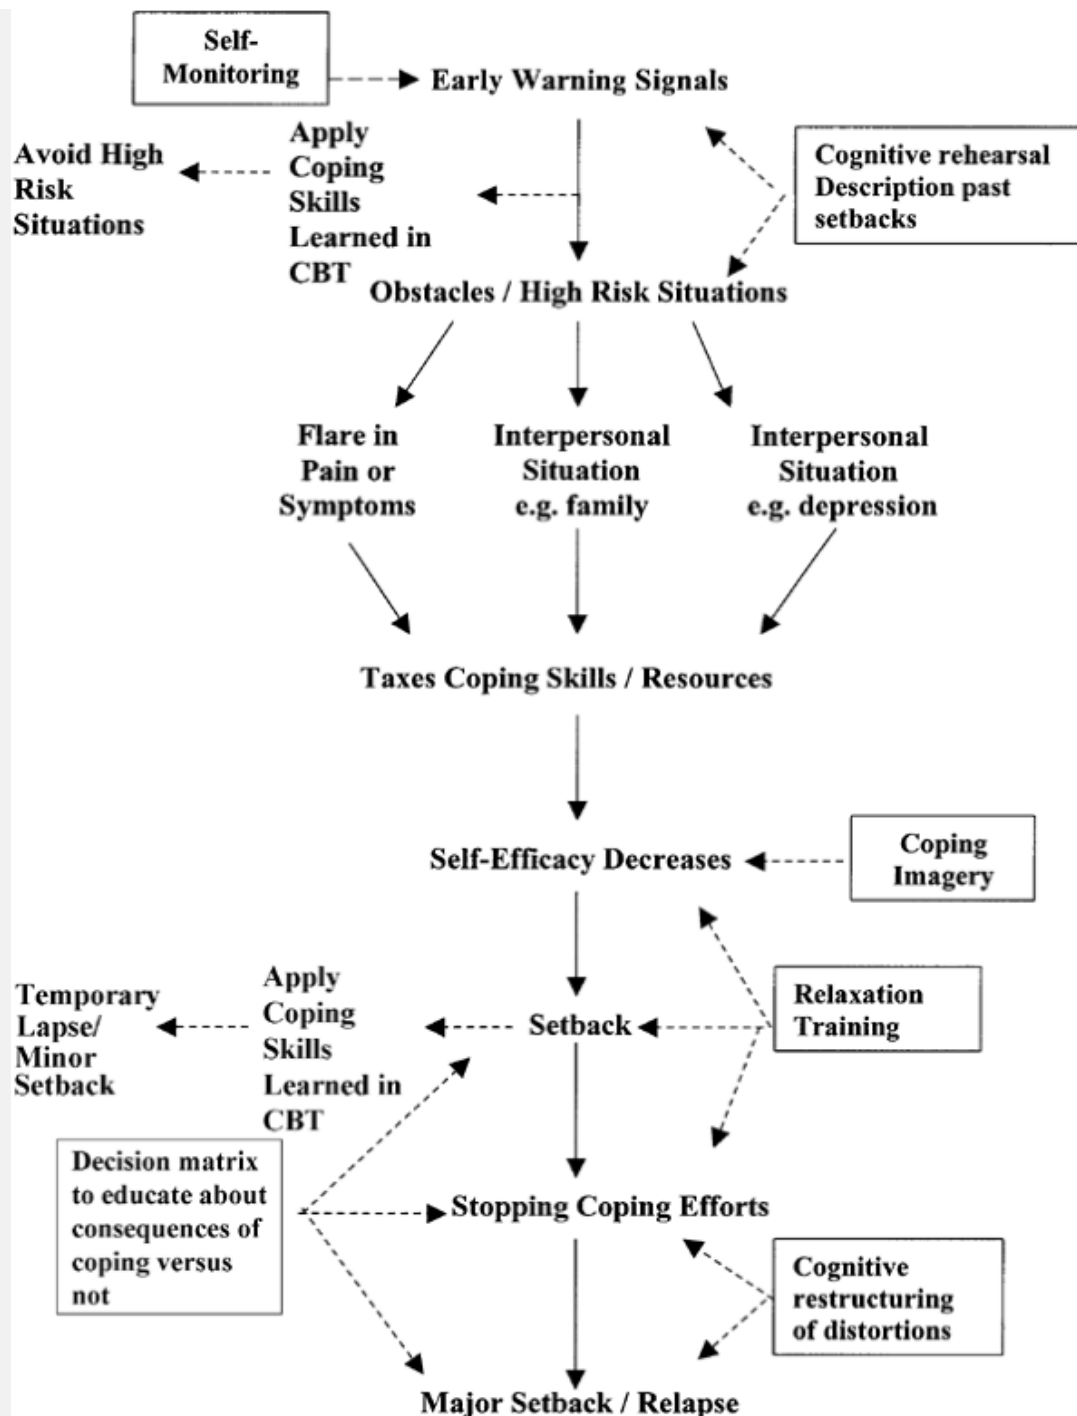 Self-
Monitoring
Early Warning Signals
Apply
Coping
Skills
Learned in
CBT
Avoid High
Risk
Situations
Cognitive rehearsal
Description past
setbacks
Obstacles / High Risk Situations
Flare in
Pain or
Symptoms
Interpersonal
Situation
e.g. family
Interpersonal
Situation
e.g. depression
Taxes Coping Skills / Resources
Self-Efficacy Decreases
Coping
Imagery
Temporary
Lapse/
Minor
Setback
Apply
Coping
Skills
Learned in
CBT
Setback
Relaxation
Training
Decision matrix
to educate about
consequences of
coping versus
not
Stopping Coping Efforts
Cognitive
restructuring
of distortions
Major Setback / Relapse